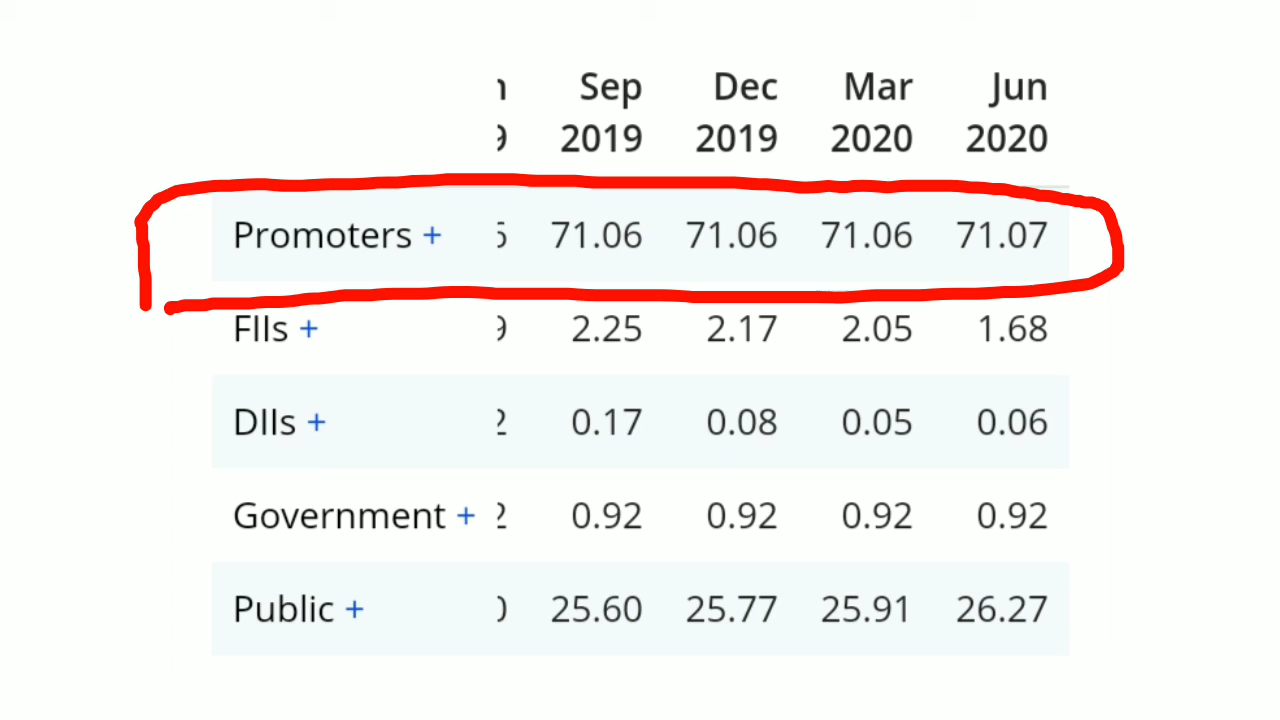 Sep Dec Mar Jun
2019 2019 2020 2020
Promoters + 71.06 71.06 71.06 71.07
FIIs + 2.25 2.17 2.05 1.68
DIIs + 0.17 0.08 0.05 0.06
Government + 0.92 0.92 0.92 0.92
Public + 25.60 25.77 25.91 26.27